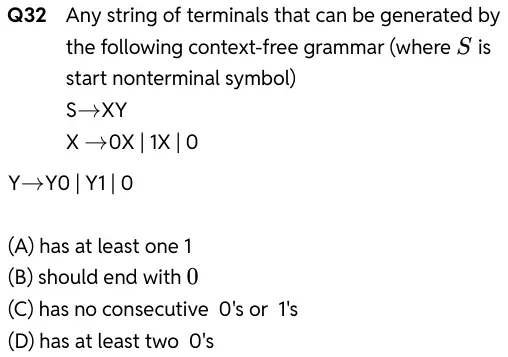 Q32 Any string of terminals that can be generated by
the following context-free grammar (where S is
start nonterminal symbol)
S→XY
X →0X | 1X | 0
Y→Y0 | Y1 | 0
(A) has at least one 1
(B) should end with 0
(C) has no consecutive 0's or 1's
(D) has at least two 0's